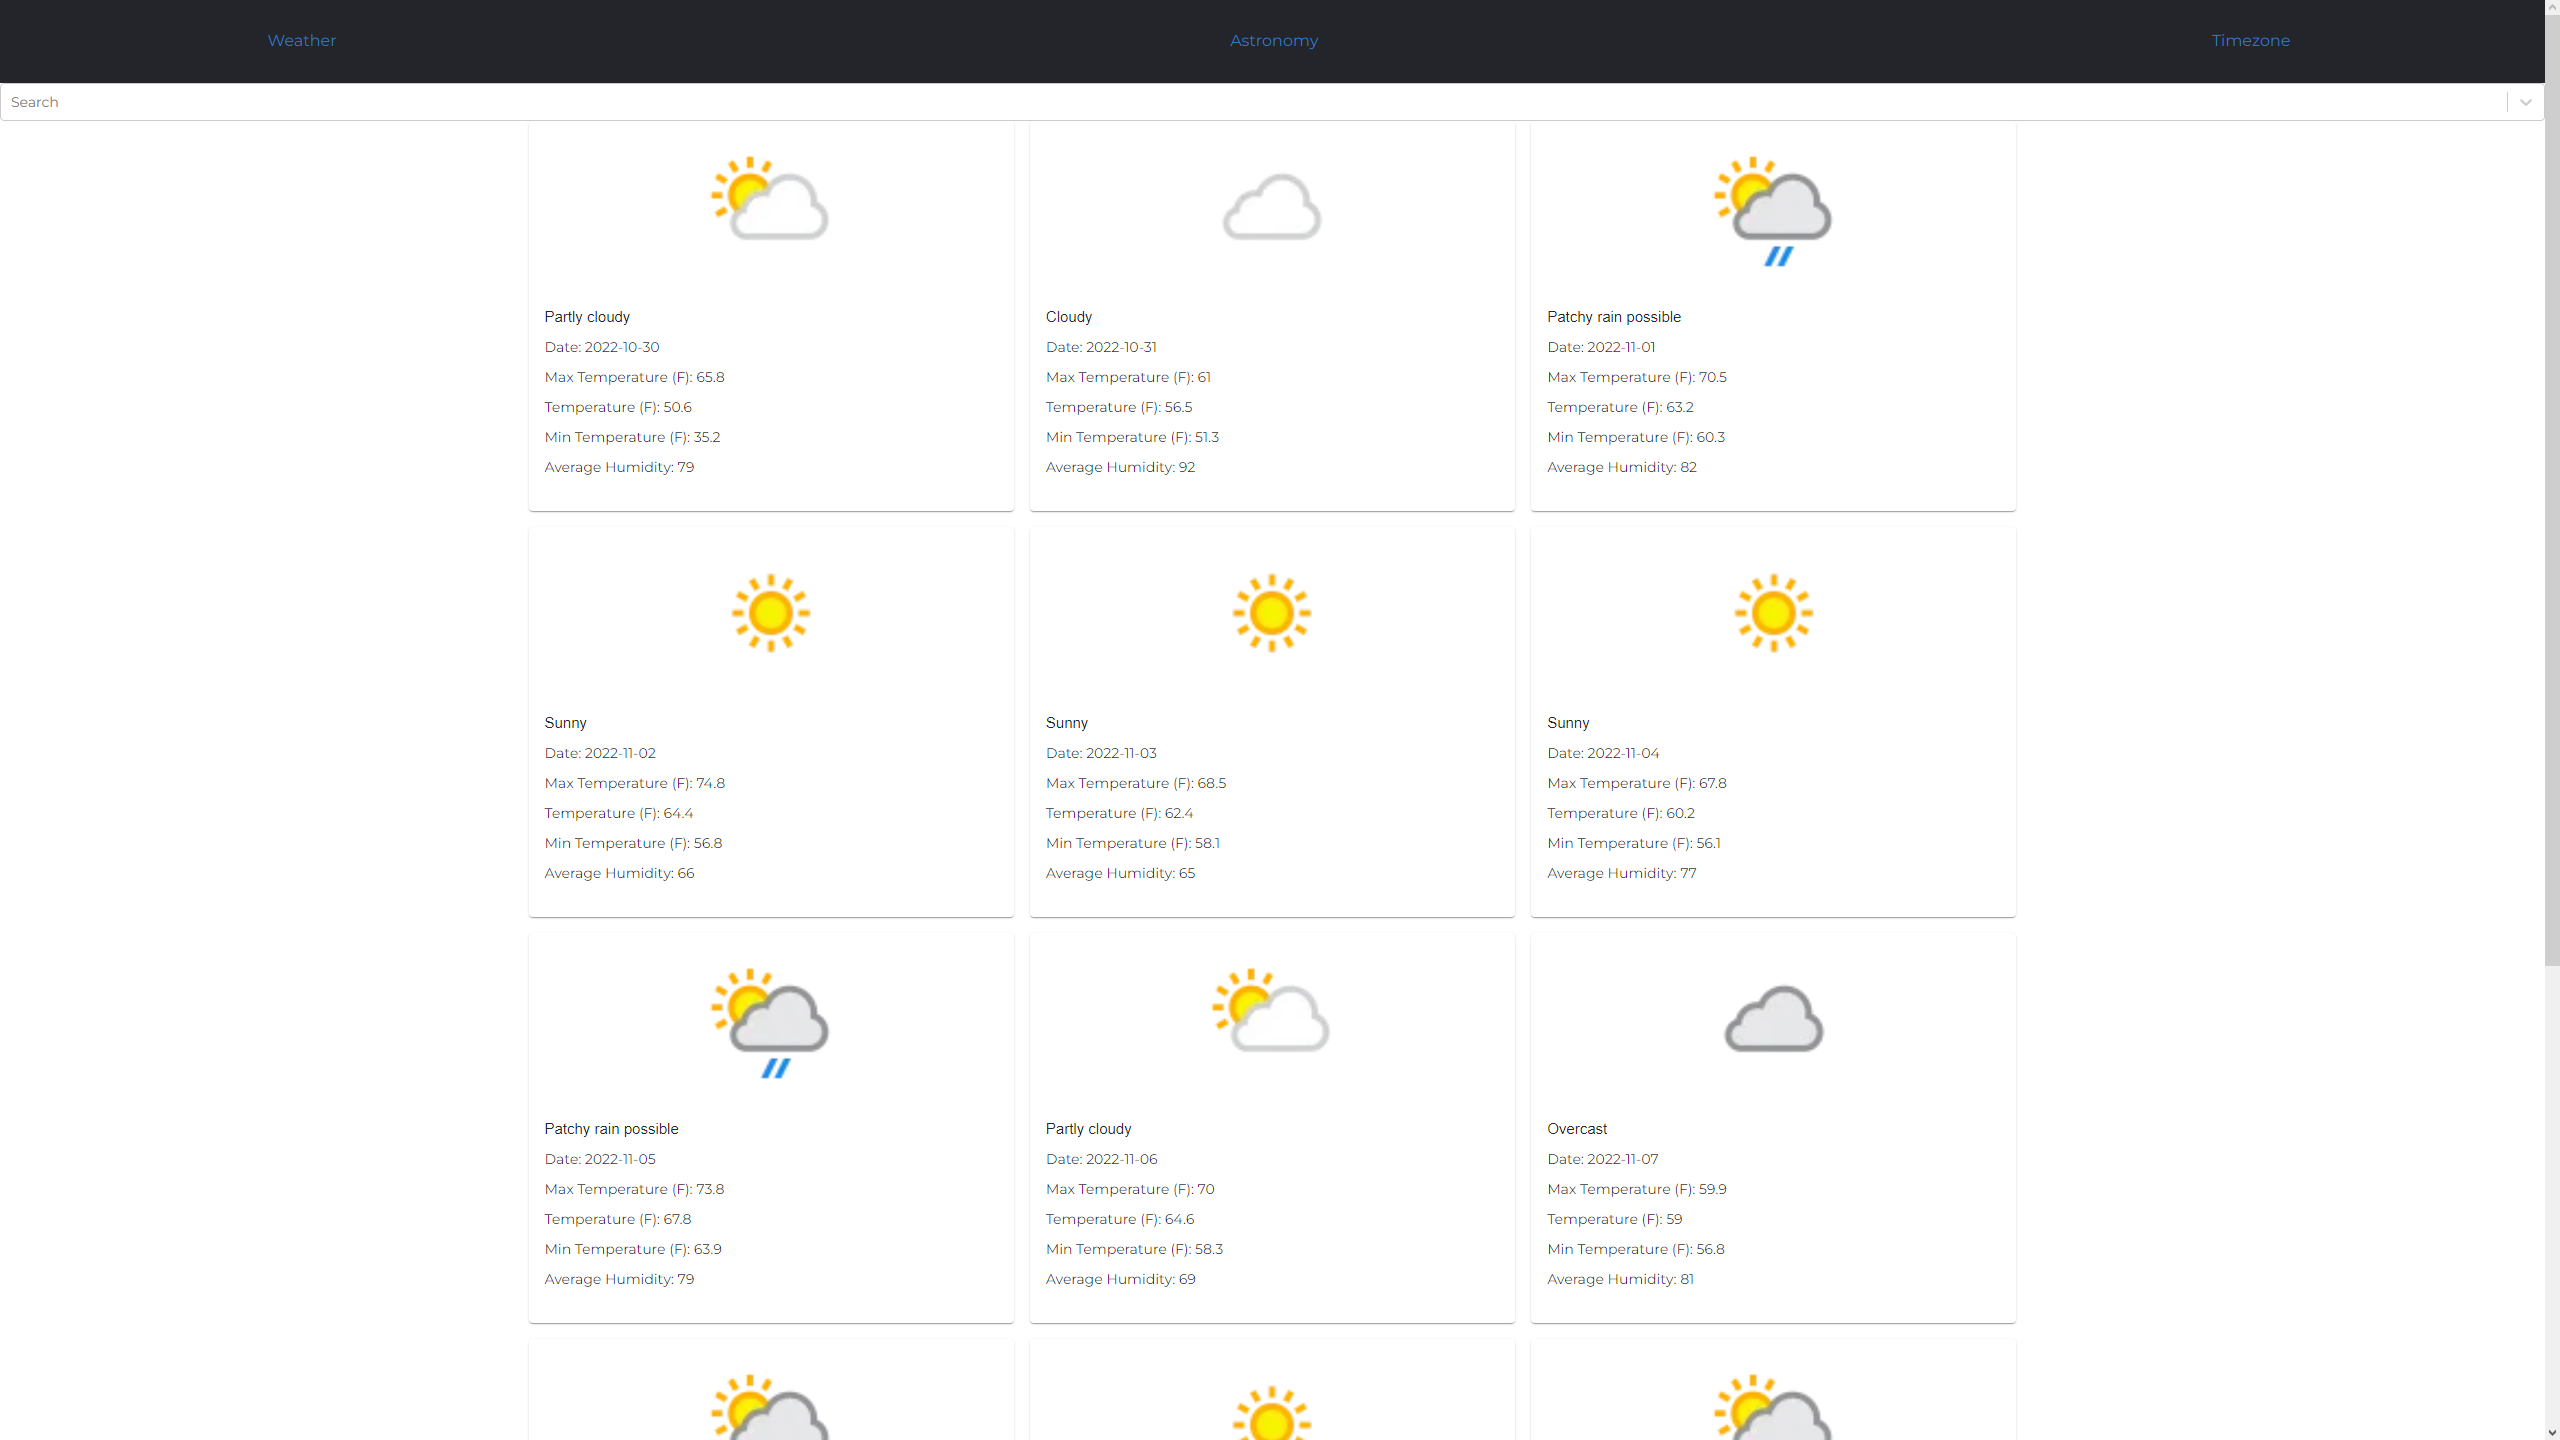 Weather
Astronomy
Timezone
Search
Partly cloudy
Date: 2022-10-30
Max Temperature (F): 65.8
Temperature (F): 50.6
Min Temperature (F): 35.2
Average Humidity: 79
Cloudy
Date: 2022-10-31
Max Temperature (F): 61
Temperature (F): 56.5
Min Temperature (F): 51.3
Average Humidity: 92
Patchy rain possible
Date: 2022-11-01
Max Temperature (F): 70.5
Temperature (F): 63.2
Min Temperature (F): 60.3
Average Humidity: 82
Sunny
Date: 2022-11-02
Max Temperature (F): 74.8
Temperature (F): 64.4
Min Temperature (F): 56.8
Average Humidity: 66
Sunny
Date: 2022-11-03
Max Temperature (F): 68.5
Temperature (F): 62.4
Min Temperature (F): 58.1
Average Humidity: 65
Sunny
Date: 2022-11-04
Max Temperature (F): 67.8
Temperature (F): 60.2
Min Temperature (F): 56.1
Average Humidity: 77
Patchy rain possible
Date: 2022-11-05
Max Temperature (F): 73.8
Temperature (F): 67.8
Min Temperature (F): 63.9
Average Humidity: 79
Partly cloudy
Date: 2022-11-06
Max Temperature (F): 70
Temperature (F): 64.6
Min Temperature (F): 58.3
Average Humidity: 69
Overcast
Date: 2022-11-07
Max Temperature (F): 59.9
Temperature (F): 59
Min Temperature (F): 56.8
Average Humidity: 81